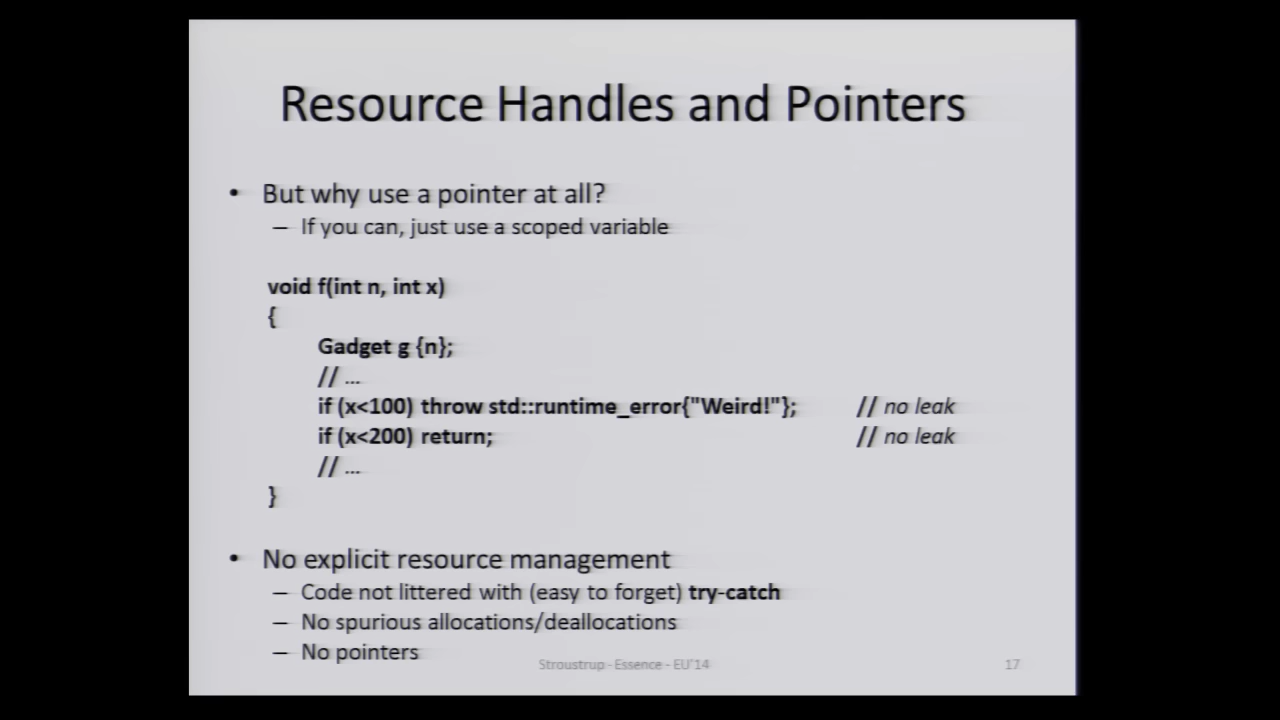 Resource Handles and Pointers
• But why use a pointer at all?
– If you can, just use a scoped variable
void f(int n, int x)
{
Gadget g {n};
// ...
if (x<100) throw std::runtime_error{"Weird!"}; // no leak
if (x<200) return; // no leak
// ...
}
• No explicit resource management
– Code not littered with (easy to forget) try-catch
– No spurious allocations/deallocations
– No pointers
Stroustrup - Essence - EU'14 17